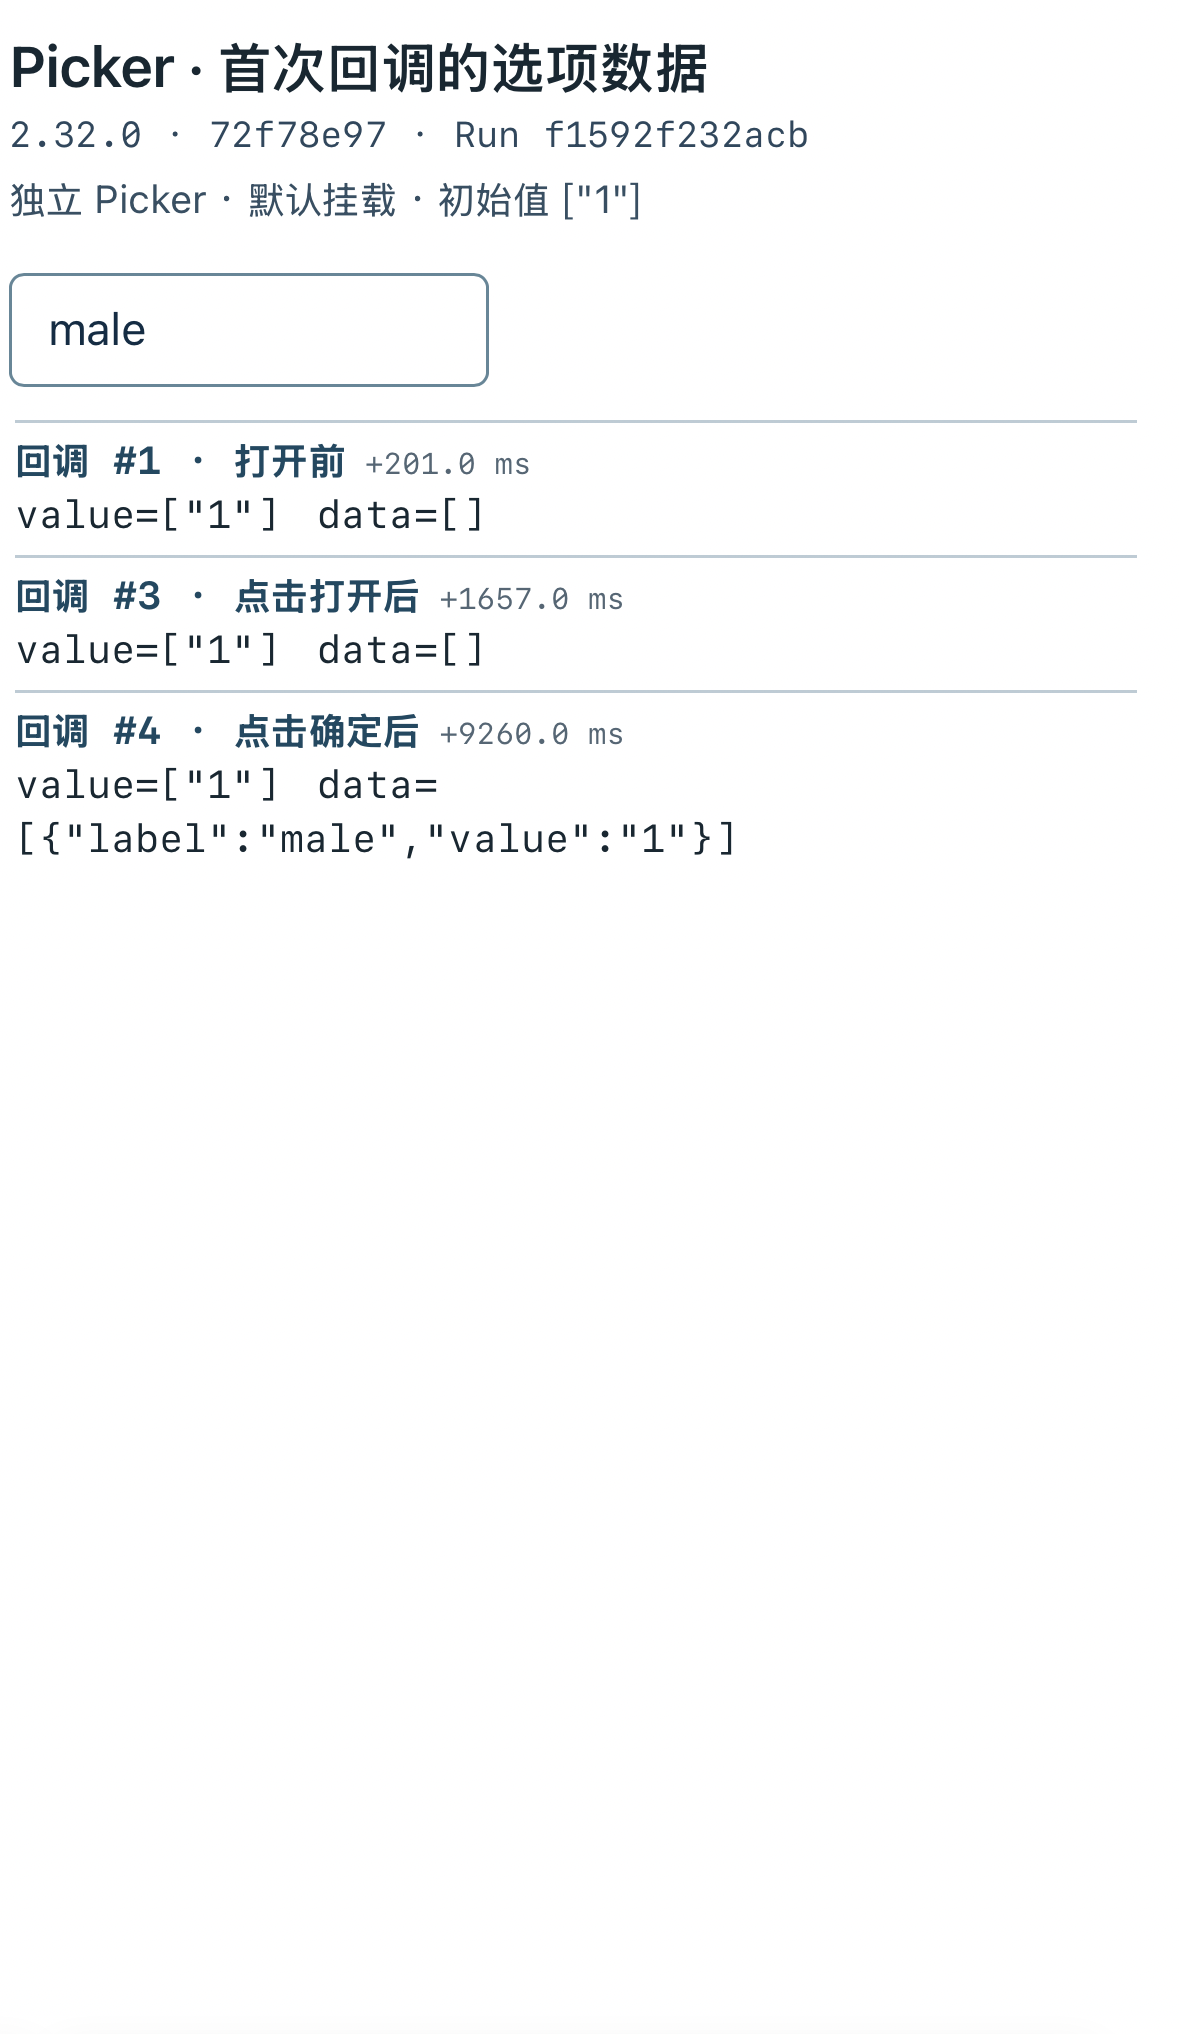 Picker · 首次回调的选项数据
2.32.0 · 72f78e97 · Run f1592f232acb
独立 Picker · 默认挂载 · 初始值 ["1"]
male
回调 #1 · 打开前 +201.0 ms
value=["1"] data=[]
回调 #3 · 点击打开后 +1657.0 ms
value=["1"] data=[]
回调 #4 · 点击确定后 +9260.0 ms
value=["1"] data=
[{"label":"male","value":"1"}]